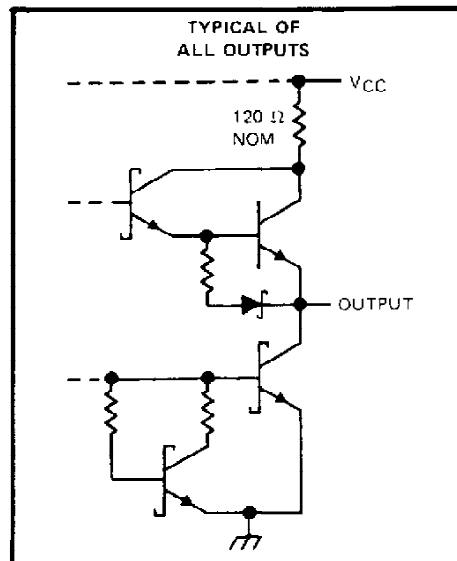 TYPICAL OF
ALL OUTPUTS
VCC
120 Ω
NOM
OUTPUT